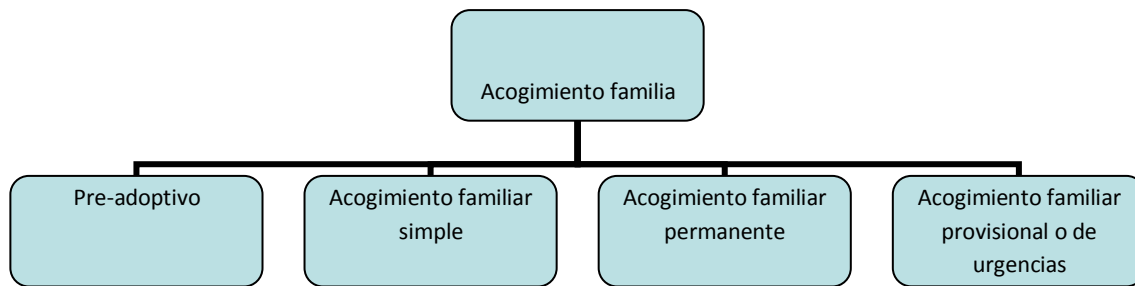 Acogimiento familia
Pre-adoptivo
Acogimiento familiar
simple
Acogimiento familiar
permanente
Acogimiento familiar
provisional o de
urgencias